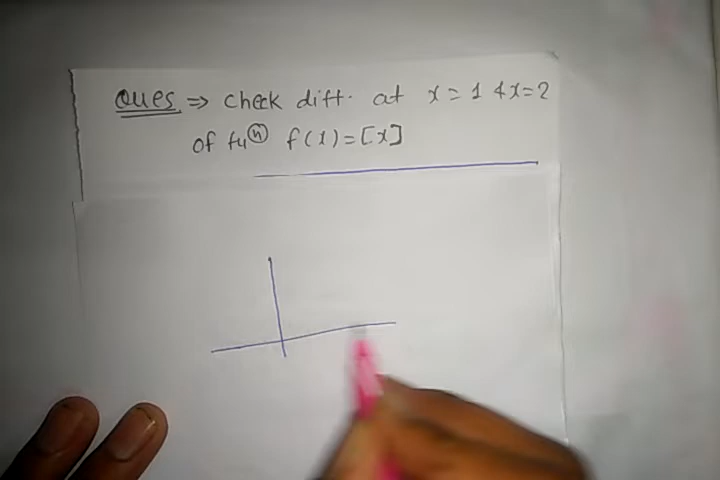 Ques ⇒ check diff. at x = 1 & x = 2
of fuⓝ f(x) = [x]